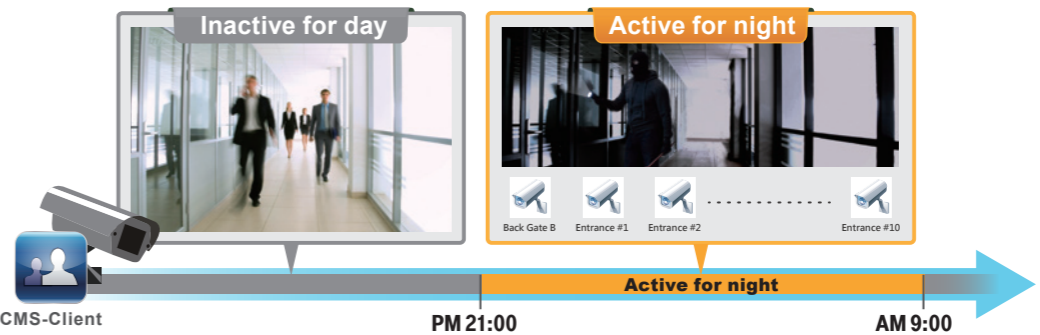 Inactive for day
Active for night
Back Gate B
Entrance #1
Entrance #2
Entrance #10
Active for night
CMS-Client
PM 21:00
AM 9:00